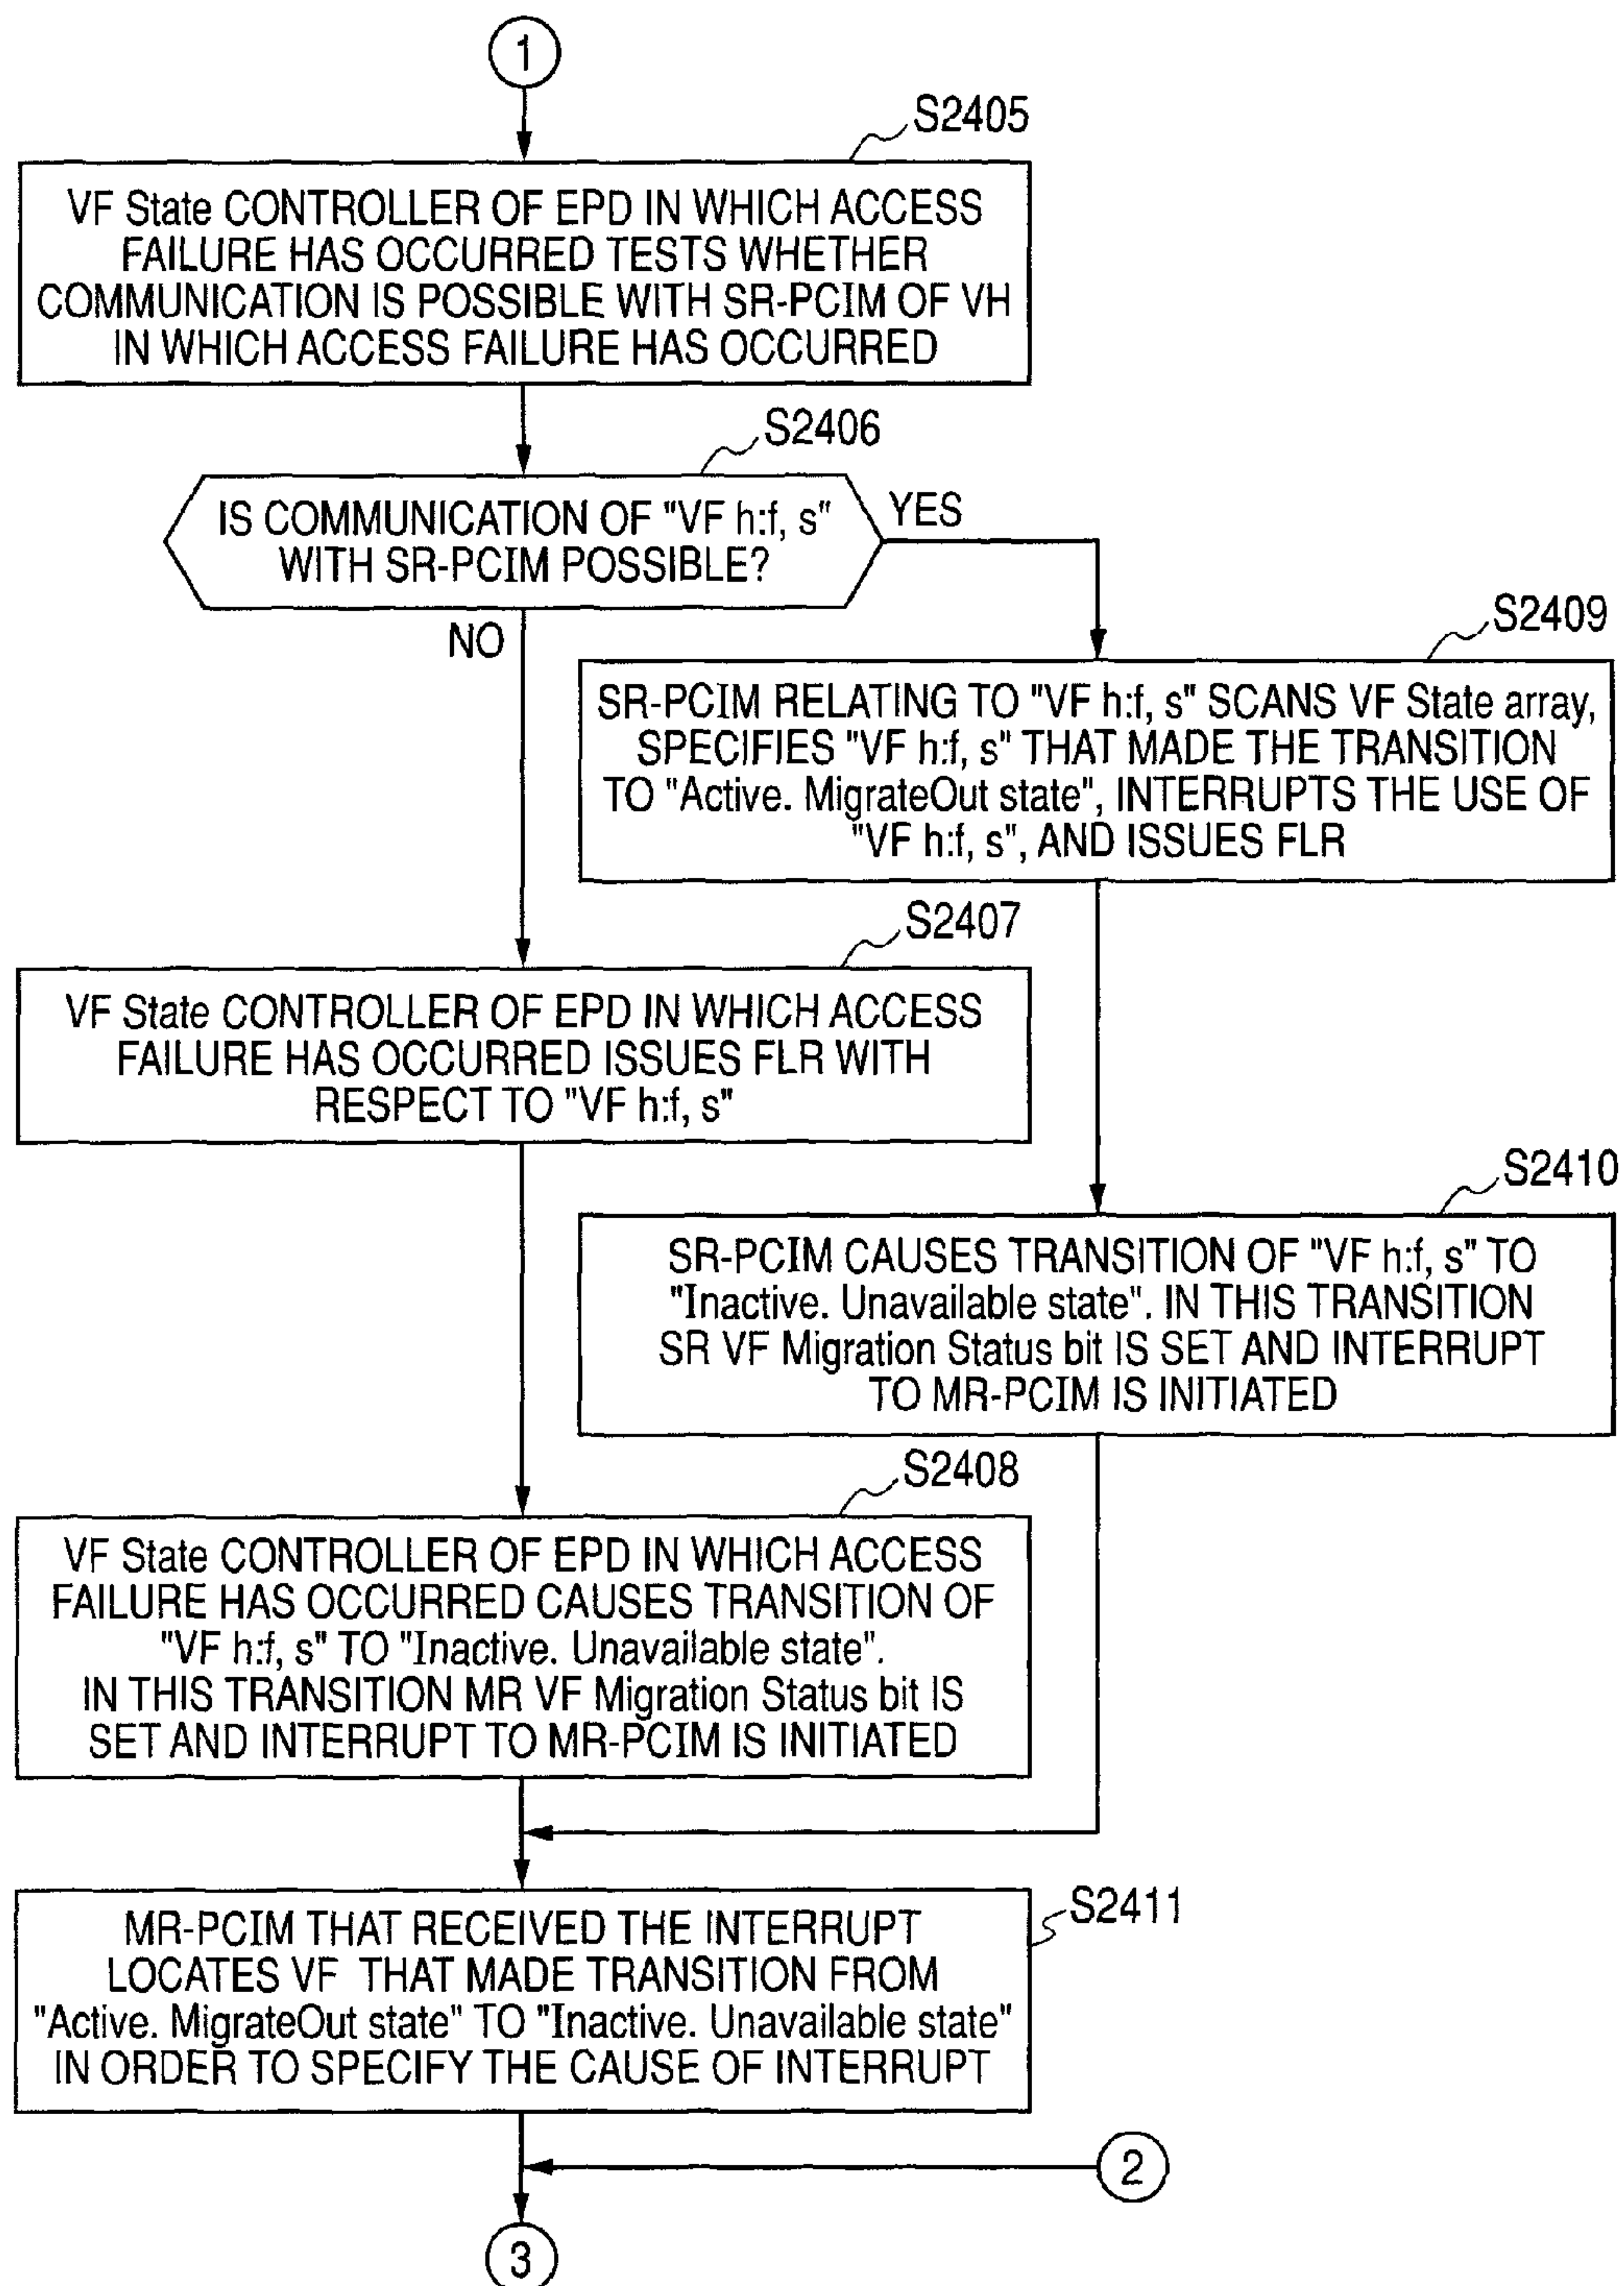 1
S2405
VF State CONTROLLER OF EPD IN WHICH ACCESS
FAILURE HAS OCCURRED TESTS WHETHER
COMMUNICATION IS POSSIBLE WITH SR-PCIM OF VH
IN WHICH ACCESS FAILURE HAS OCCURRED
S2406
IS COMMUNICATION OF "VF h:f, s"
WITH SR-PCIM POSSIBLE?
YES
NO
S2409
SR-PCIM RELATING TO "VF h:f, s" SCANS VF State array,
SPECIFIES "VF h:f, s" THAT MADE THE TRANSITION
TO "Active. MigrateOut state", INTERRUPTS THE USE OF
"VF h:f, s", AND ISSUES FLR
S2407
VF State CONTROLLER OF EPD IN WHICH ACCESS
FAILURE HAS OCCURRED ISSUES FLR WITH
RESPECT TO "VF h:f, s"
S2410
SR-PCIM CAUSES TRANSITION OF "VF h:f, s" TO
"Inactive. Unavailable state". IN THIS TRANSITION
SR VF Migration Status bit IS SET AND INTERRUPT
TO MR-PCIM IS INITIATED
S2408
VF State CONTROLLER OF EPD IN WHICH ACCESS
FAILURE HAS OCCURRED CAUSES TRANSITION OF
"VF h:f, s" TO "Inactive. Unavailable state".
IN THIS TRANSITION MR VF Migration Status bit IS
SET AND INTERRUPT TO MR-PCIM IS INITIATED
S2411
MR-PCIM THAT RECEIVED THE INTERRUPT
LOCATES VF THAT MADE TRANSITION FROM
"Active. MigrateOut state" TO "Inactive. Unavailable state"
IN ORDER TO SPECIFY THE CAUSE OF INTERRUPT
2
3